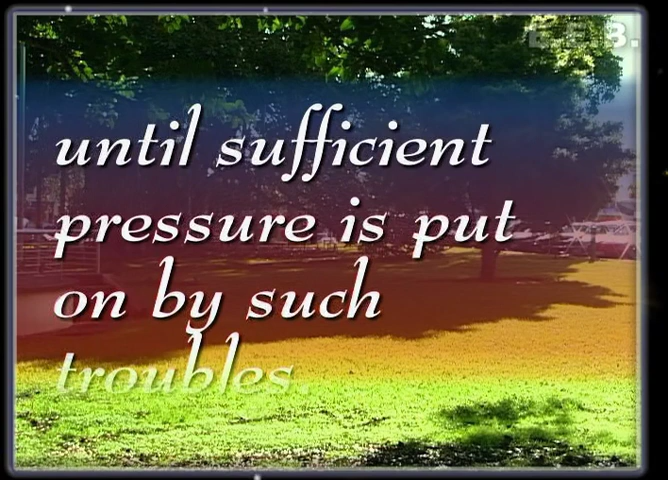 E.E.B.
until sufficient
pressure is put
on by such
troubles.